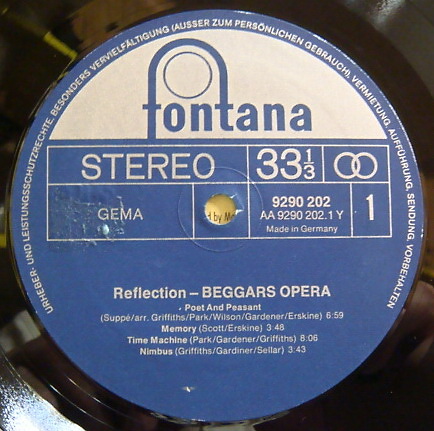 URHEBER- UND LEISTUNGSSCHUTZRECHTE, BESONDERS VERVIELFÄLTIGUNG (AUSSER ZUM PERSÖNLICHEN GEBRAUCH), VERMIETUNG, AUFFÜHRUNG, SENDUNG, VORBEHALTEN
fontana
STEREO 33 1/3
GEMA
9290 202
AA 9290 202.1 Y
Made in Germany
1
Reflection – BEGGARS OPERA
Poet And Peasant
(Suppé/arr. Griffiths/Park/Wilson/Gardener/Erskine) 6:59
Memory (Scott/Erskine) 3:48
Time Machine (Park/Gardener/Griffiths) 8:06
Nimbus (Griffiths/Gardiner/Sellar) 3:43